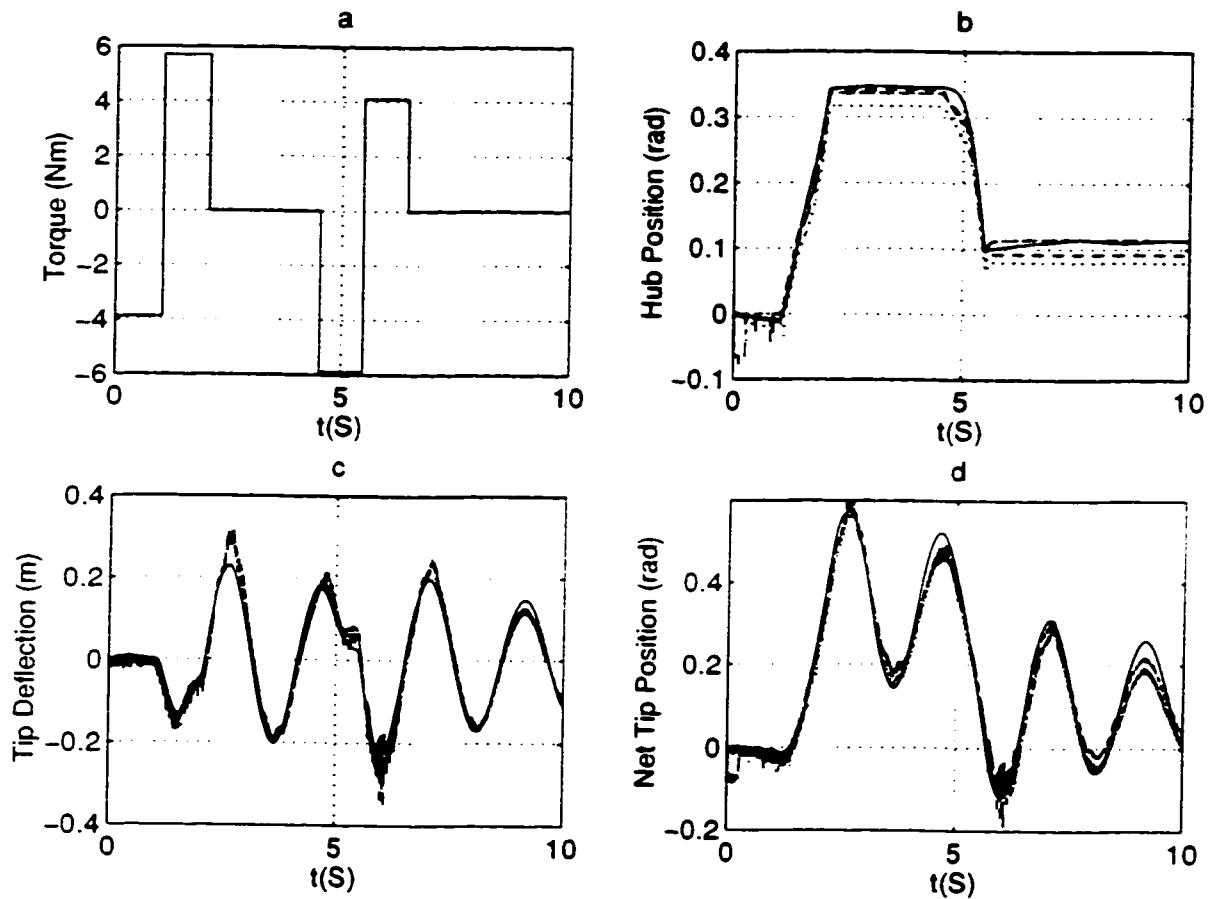 a
6
4
2
0
−2
−4
−6
Torque (Nm)
0
5
10
t(S)
b
0.4
0.3
0.2
0.1
0
−0.1
Hub Position (rad)
0
5
10
t(S)
c
0.4
0.2
0
−0.2
−0.4
Tip Deflection (m)
0
5
10
t(S)
d
0.4
0.2
0
−0.2
Net Tip Position (rad)
0
5
10
t(S)